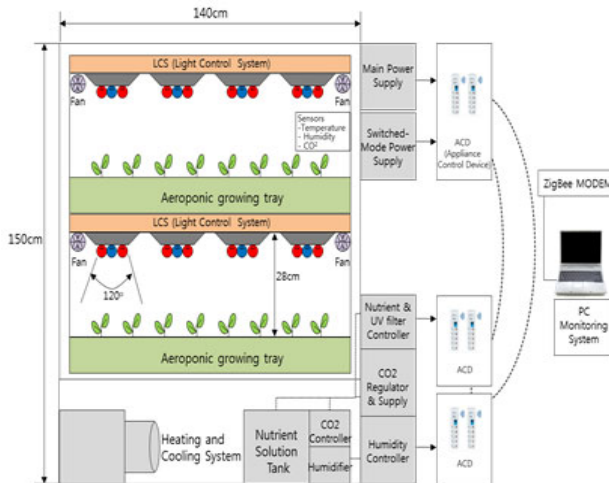 140cm
LCS (Light Control System)
Fan
Fan
Sensors
-Temperature
- Humidity
- CO²
Aeroponic growing tray
LCS (Light Control System)
Fan
Fan
120º
28cm
Aeroponic growing tray
150cm
Main Power
Supply
Switched-
Mode Power
Supply
ACD
(Appliance
Control Device)
ZigBee MODEM
PC
Monitoring
System
Nutrient &
UV filter
Controller
ACD
CO2
Regulator
& Supply
Heating and
Cooling System
Nutrient
Solution
Tank
CO2
Controller
Humidifier
Humidity
Controller
ACD